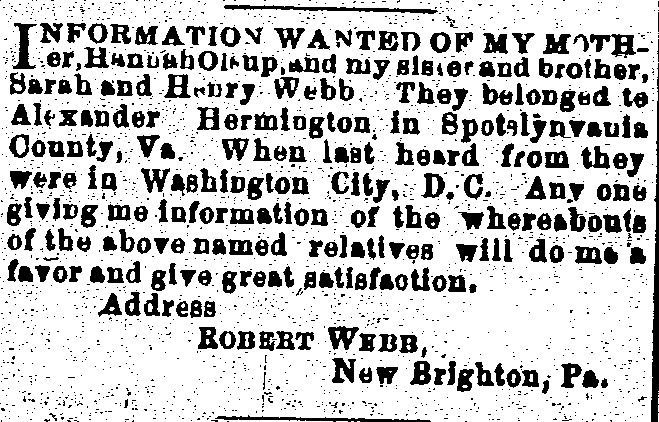 INFORMATION WANTED OF MY MOTH-
er, Hannah Olsup, and my sister and brother,
Sarah and Henry Webb. They belonged to
Alexander Hermington, in Spotslynvania
County, Va. When last heard from they
were in Washington City, D. C. Any one
giving me information of the whereabouts
of the above named relatives will do me a
favor and give great satisfaction.
Address
ROBERT WEBB,
New Brighton, Pa.